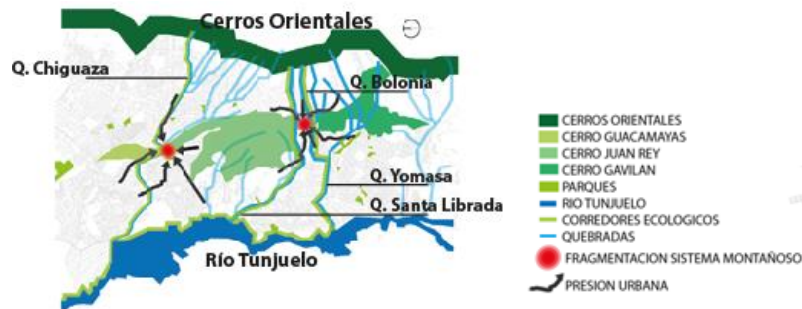 Cerros Orientales
Q. Chiguaza
Q. Bolonia
Q. Yomasa
Q. Santa Librada
Río Tunjuelo
CERROS ORIENTALES
CERRO GUACAMAYAS
CERRO JUAN REY
CERRO GAVILAN
PARQUES
RIO TUNJUELO
CORREDORES ECOLOGICOS
QUEBRADAS
FRAGMENTACION SISTEMA MONTAÑOSO
PRESION URBANA